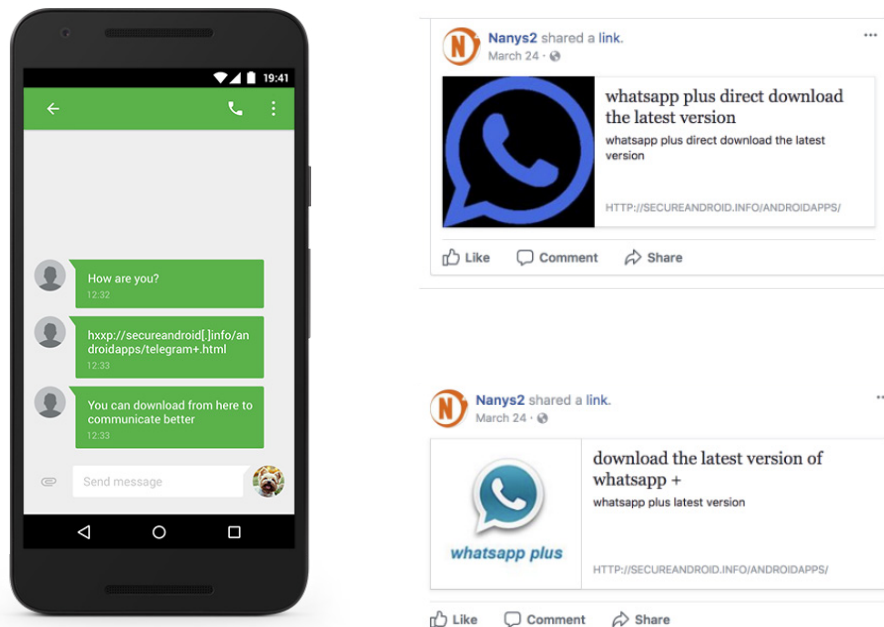 19:41
How are you?
12:32
hxxp://secureandroid[.]info/an
droidapps/telegram+.html
12:33
You can download from here to
communicate better
12:33
Send message
N
Nanys2 shared a link.
March 24 ·
whatsapp plus direct download
the latest version
whatsapp plus direct download the latest
version
HTTP://SECUREANDROID.INFO/ANDROIDAPPS/
Like Comment Share
N
Nanys2 shared a link.
March 24 ·
whatsapp plus
download the latest version of
whatsapp +
whatsapp plus latest version
HTTP://SECUREANDROID.INFO/ANDROIDAPPS/
Like Comment Share